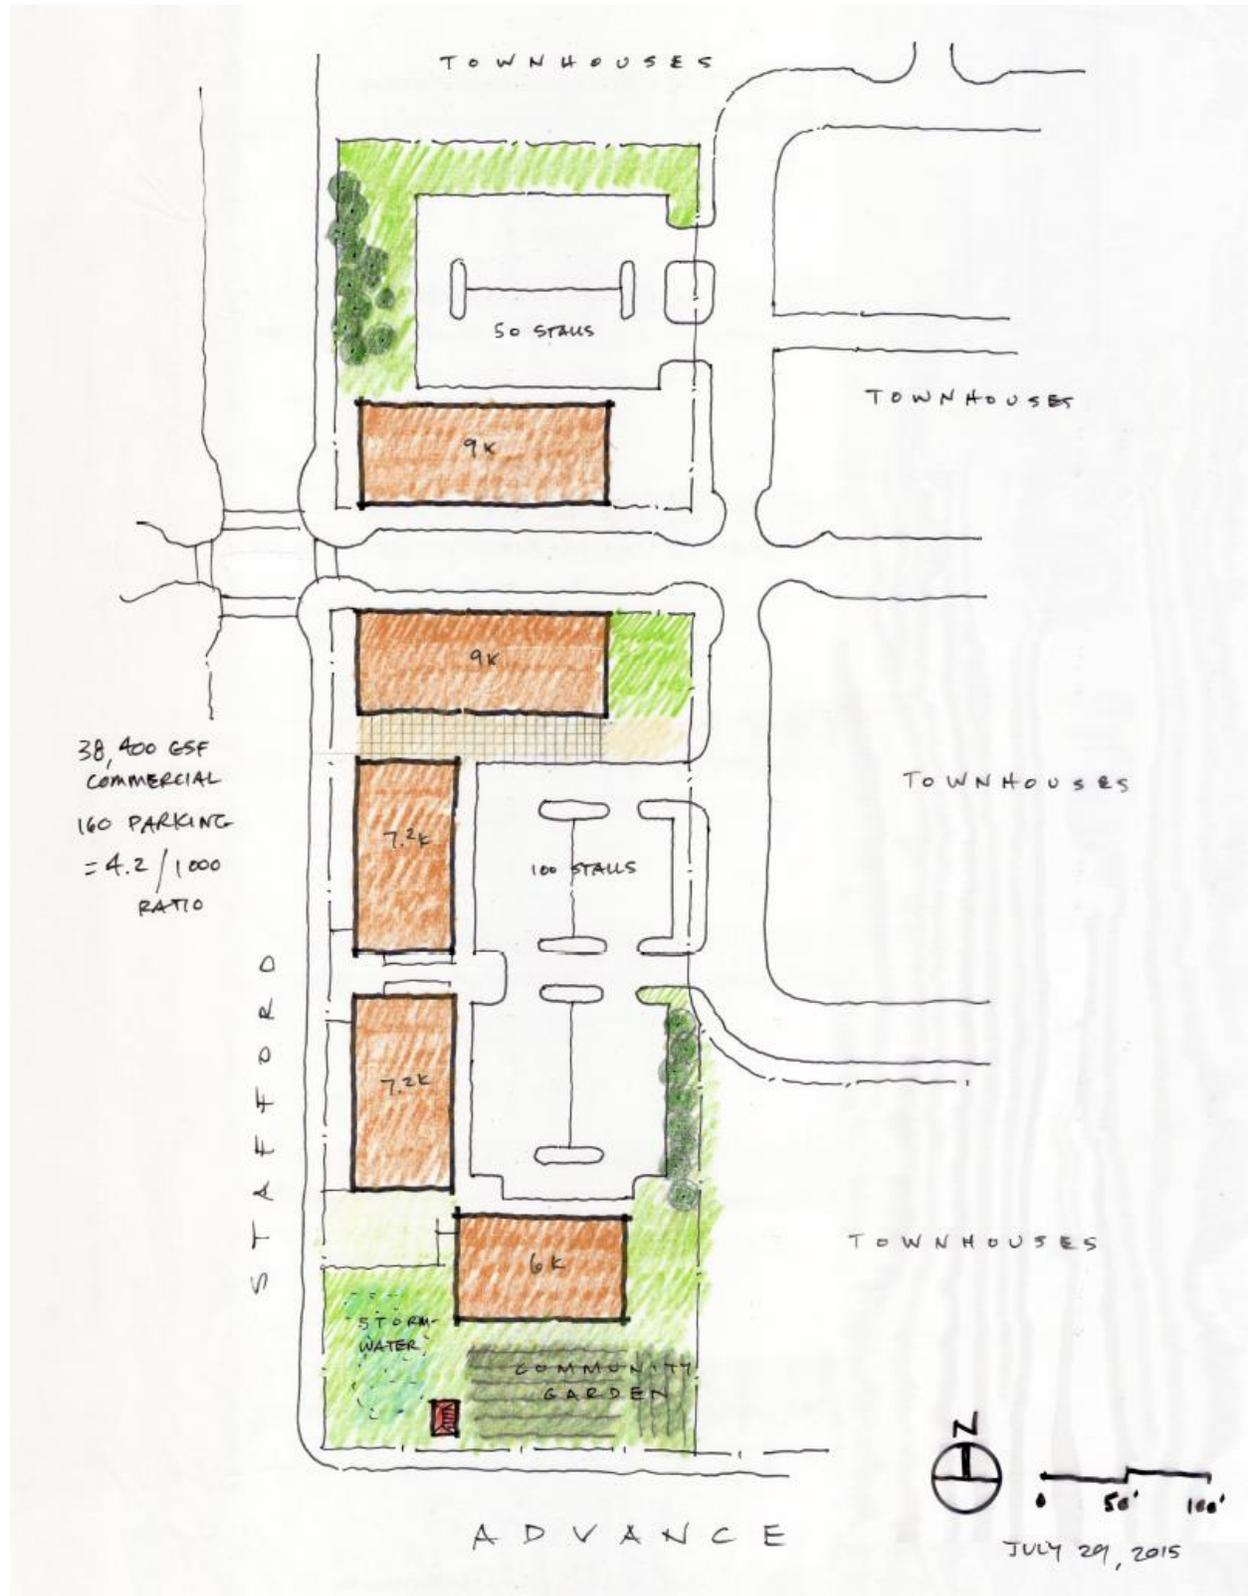 TOWNHOUSES
50 STALLS
TOWNHOUSES
9K
9K
38,400 GSF
COMMERCIAL
160 PARKING
= 4.2 / 1000
RATIO
TOWNHOUSES
7.2K
100 STALLS
STAFFORD
7.2K
TOWNHOUSES
6K
STORM-
WATER
COMMUNITY
GARDEN
N
0 50' 100'
ADVANCE
JULY 29, 2015